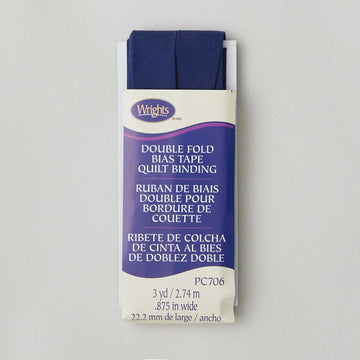 Wrights
DOUBLE FOLD
BIAS TAPE
QUILT BINDING
RUBAN DE BIAIS
DOUBLE POUR
BORDURE DE
COUETTE
RIBETE DE COLCHA
DE CINTA AL BIES
DE DOBLEZ DOBLE
PC706
3 yd / 2.74 m
.875 in wide
22.2 mm de large / ancho